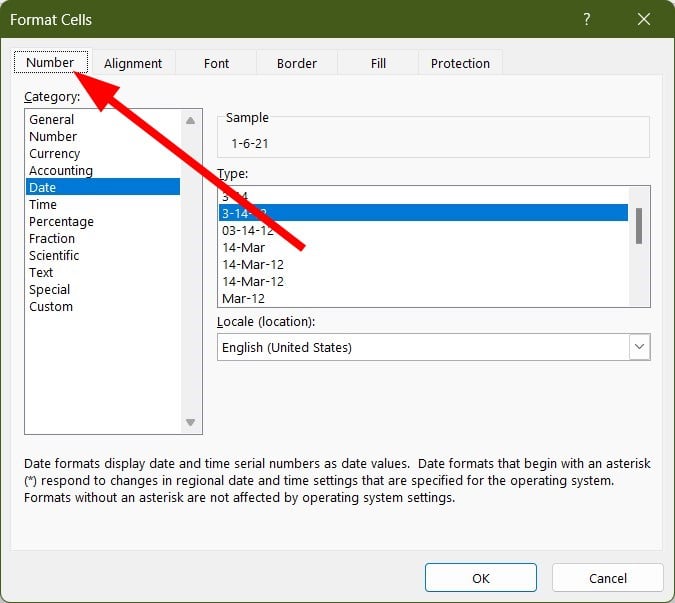 Format Cells
?
Number Alignment Font Border Fill Protection
Category:
General
Number
Currency
Accounting
Date
Time
Percentage
Fraction
Scientific
Text
Special
Custom
Sample
1-6-21
Type:
3-14
3-14-12
03-14-12
14-Mar
14-Mar-12
14-Mar-12
Mar-12
Locale (location):
English (United States)
Date formats display date and time serial numbers as date values. Date formats that begin with an asterisk
(*) respond to changes in regional date and time settings that are specified for the operating system.
Formats without an asterisk are not affected by operating system settings.
OK Cancel